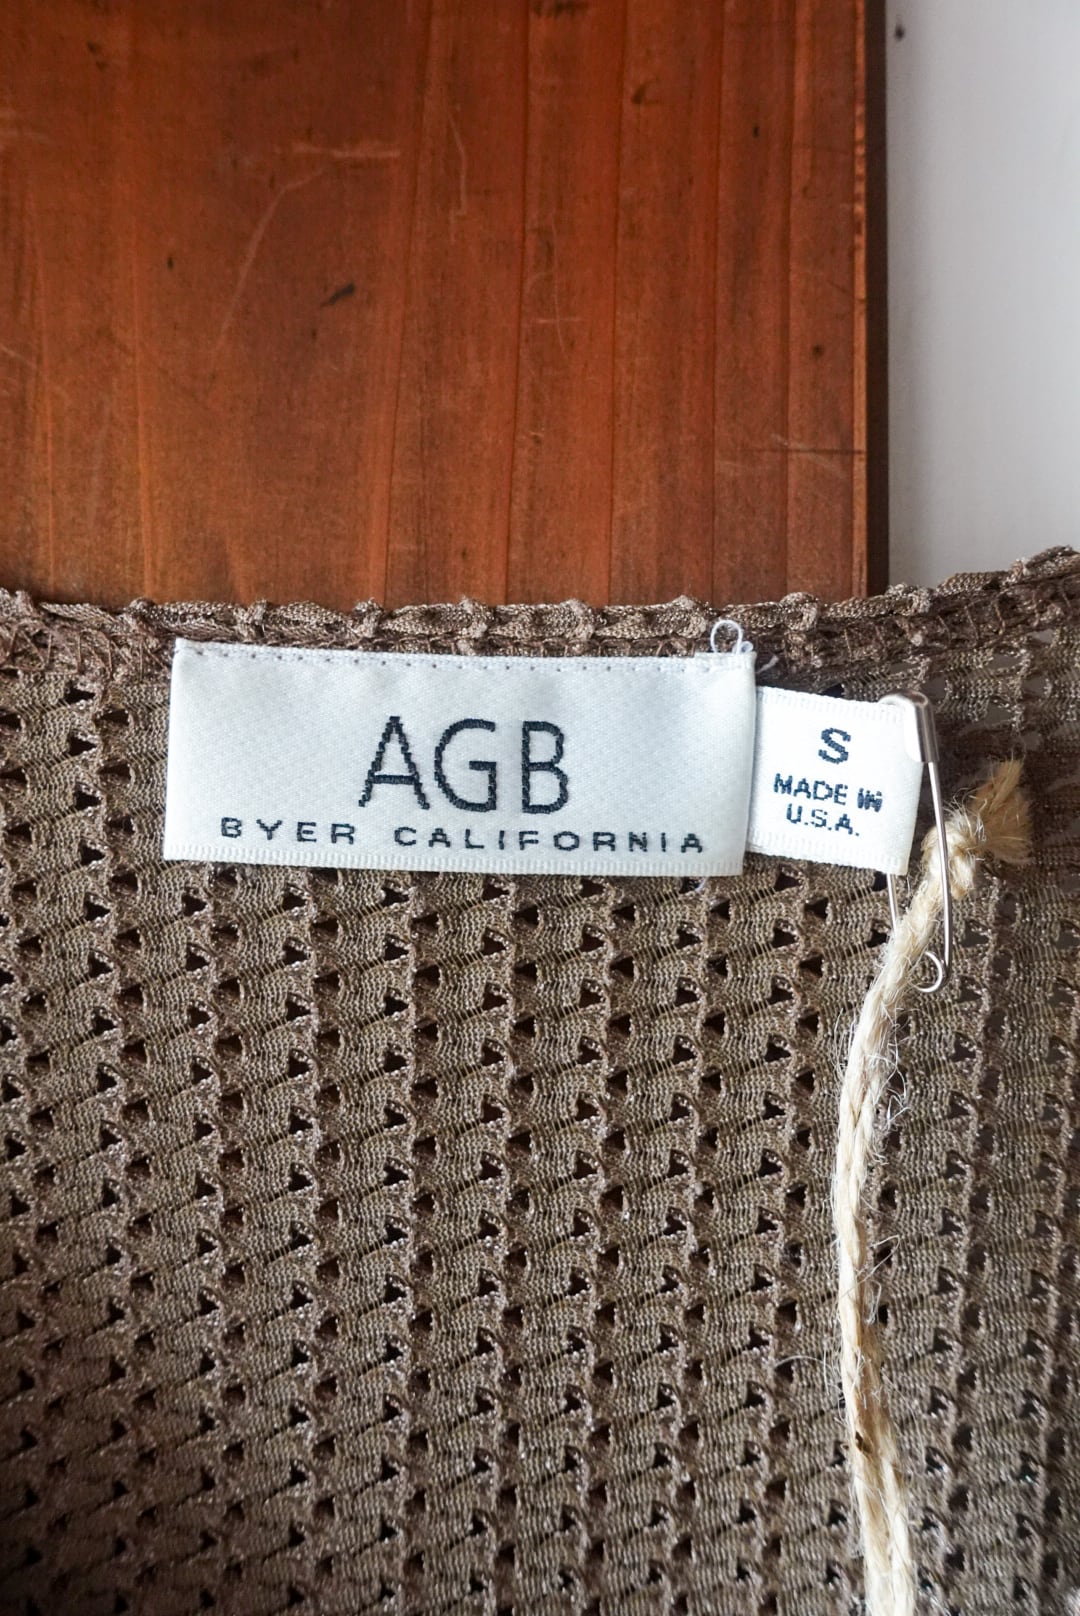 AGB
BYER CALIFORNIA
S
MADE IN
U.S.A.